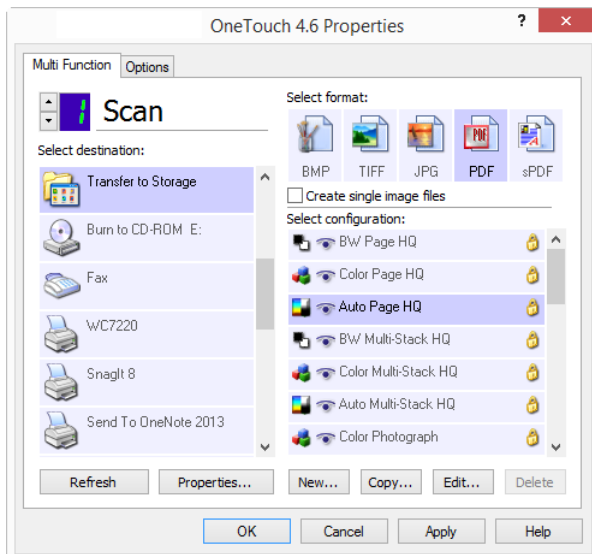 OneTouch 4.6 Properties
?
Multi Function
Options
1 Scan
Select destination:
Transfer to Storage
Burn to CD-ROM E:
Fax
WC7220
SnagIt 8
Send To OneNote 2013
Refresh
Properties...
Select format:
BMP
TIFF
JPG
PDF
PDF
sPDF
Create single image files
Select configuration:
BW Page HQ
Color Page HQ
Auto Page HQ
BW Multi-Stack HQ
Color Multi-Stack HQ
Auto Multi-Stack HQ
Color Photograph
New...
Copy...
Edit...
Delete
OK
Cancel
Apply
Help